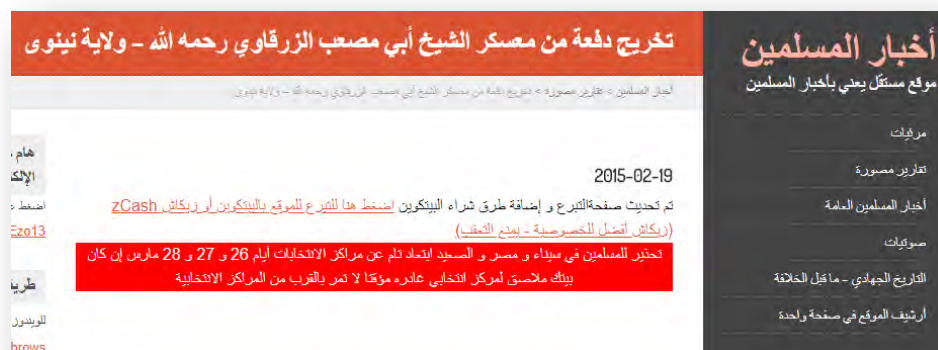 أخبار المسلمين
موقع مستقل يعني بأخبار المسلمين
مرئيات
تقارير مصورة
أخبار المسلمين العامة
صوتيات
التاريخ الجهادي - ما قبل الخلافة
أرشيف الموقع في صفحة واحدة
تخريج دفعة من معسكر الشيخ أبي مصعب الزرقاوي رحمه الله – ولاية نينوى
أخبار المسلمين > تقارير مصورة > تخريج دفعة من معسكر الشيخ أبي مصعب الزرقاوي رحمه الله – ولاية نينوى
2015-02-19
تم تحديث صفحةالتبرع و إضافة طرق شراء البيتكوين اضغط هنا للتبرع للموقع بالبيتكوين أو زيكاش zCash
(زيكاش أفضل للخصوصية - يمنع التعقب)
تحذير للمسلمين في سيناء و مصر و الصعيد ابتعاد تام عن مراكز الانتخابات أيام 26 و 27 و 28 مارس إن كان
بيتك ملاصق لمركز انتخابي غادره مؤقتا لا تمر بالقرب من المراكز الانتخابية
هام
اضغط
Ezo13
للويندوز